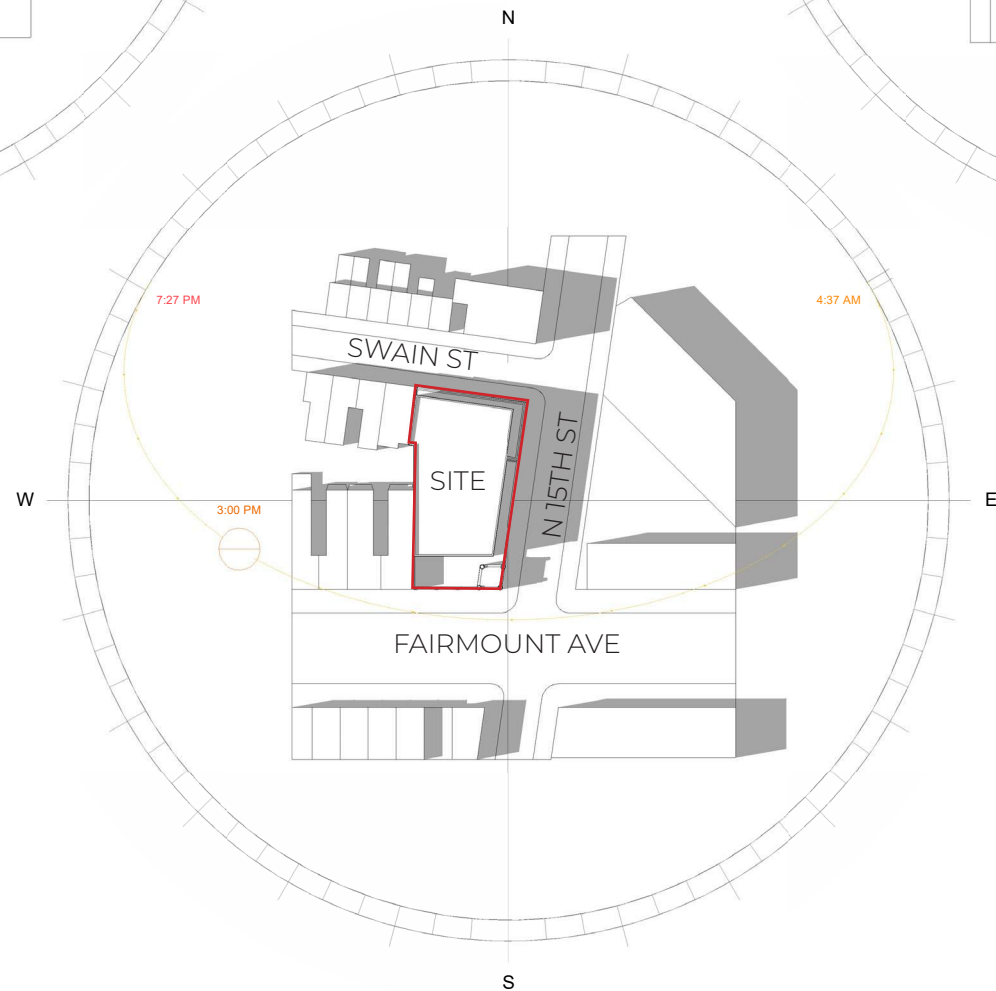 N
7:27 PM
4:37 AM
SWAIN ST
N 15TH ST
SITE
W
E
3:00 PM
FAIRMOUNT AVE
S